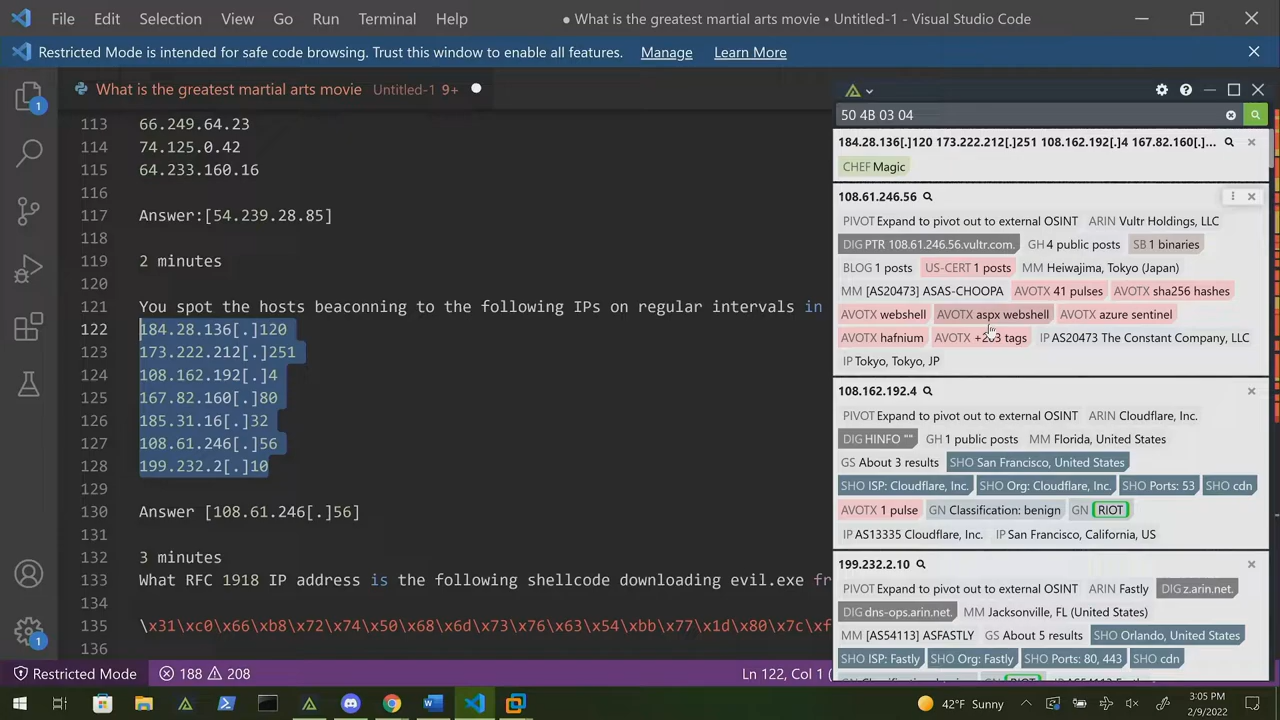 File Edit Selection View Go Run Terminal Help ● What is the greatest martial arts movie • Untitled-1 - Visual Studio Code
Restricted Mode is intended for safe code browsing. Trust this window to enable all features. Manage Learn More
What is the greatest martial arts movie Untitled-1 9+
113 66.249.64.23
114 74.125.0.42
115 64.233.160.16
116
117 Answer:[54.239.28.85]
118
119 2 minutes
120
121 You spot the hosts beaconning to the following IPs on regular intervals in
122 184.28.136[.]120
123 173.222.212[.]251
124 108.162.192[.]4
125 167.82.160[.]80
126 185.31.16[.]32
127 108.61.246[.]56
128 199.232.2[.]10
129
130 Answer [108.61.246[.]56]
131
132 3 minutes
133 What RFC 1918 IP address is the following shellcode downloading evil.exe
134
135 \x31\xc0\x66\xb8\x72\x74\x50\x68\x6d\x73\x76\x63\x54\xbb\x77\x1d\x80\x7c\xf
136
1
1
50 4B 03 04
184.28.136[.]120 173.222.212[.]251 108.162.192[.]4 167.82.160[.]...
CHEF Magic
108.61.246.56
PIVOT Expand to pivot out to external OSINT ARIN Vultr Holdings, LLC
DIG PTR 108.61.246.56.vultr.com. GH 4 public posts SB 1 binaries
BLOG 1 posts US-CERT 1 posts MM Heiwajima, Tokyo (Japan)
MM [AS20473] ASAS-CHOOPA AVOTX 41 pulses AVOTX sha256 hashes
AVOTX webshell AVOTX aspx webshell AVOTX azure sentinel
AVOTX hafnium AVOTX tags IP AS20473 The Constant Company, LLC
IP Tokyo, Tokyo, JP
108.162.192.4
PIVOT Expand to pivot out to external OSINT ARIN Cloudflare, Inc.
DIG HINFO "" GH 1 public posts MM Florida, United States
GS About 3 results SHO San Francisco, United States
SHO ISP: Cloudflare, Inc. SHO Org: Cloudflare, Inc. SHO Ports: 53 SHO cdn
AVOTX 1 pulse GN Classification: benign GN RIOT
IP AS13335 Cloudflare, Inc. IP San Francisco, California, US
199.232.2.10
PIVOT Expand to pivot out to external OSINT ARIN Fastly DIG z.arin.net.
DIG dns-ops.arin.net. MM Jacksonville, FL (United States)
MM [AS54113] ASFASTLY GS About 5 results SHO Orlando, United States
SHO ISP: Fastly SHO Org: Fastly SHO Ports: 80, 443 SHO cdn
Restricted Mode 188 208 Ln 122, Col 1
42°F Sunny 3:05 PM
2/9/2022